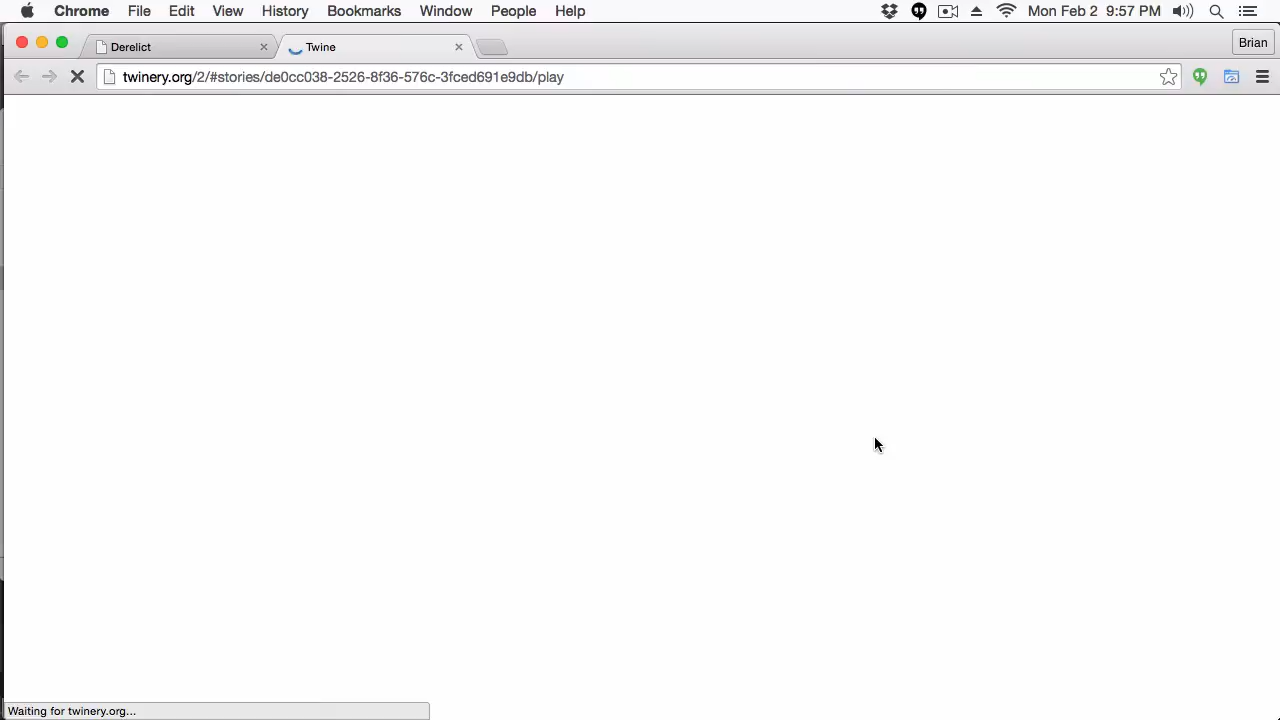 Chrome File Edit View History Bookmarks Window People Help Mon Feb 2 9:57 PM
Derelict Twine Brian
twinery.org/2/#stories/de0cc038-2526-8f36-576c-3fced691e9db/play
Waiting for twinery.org...